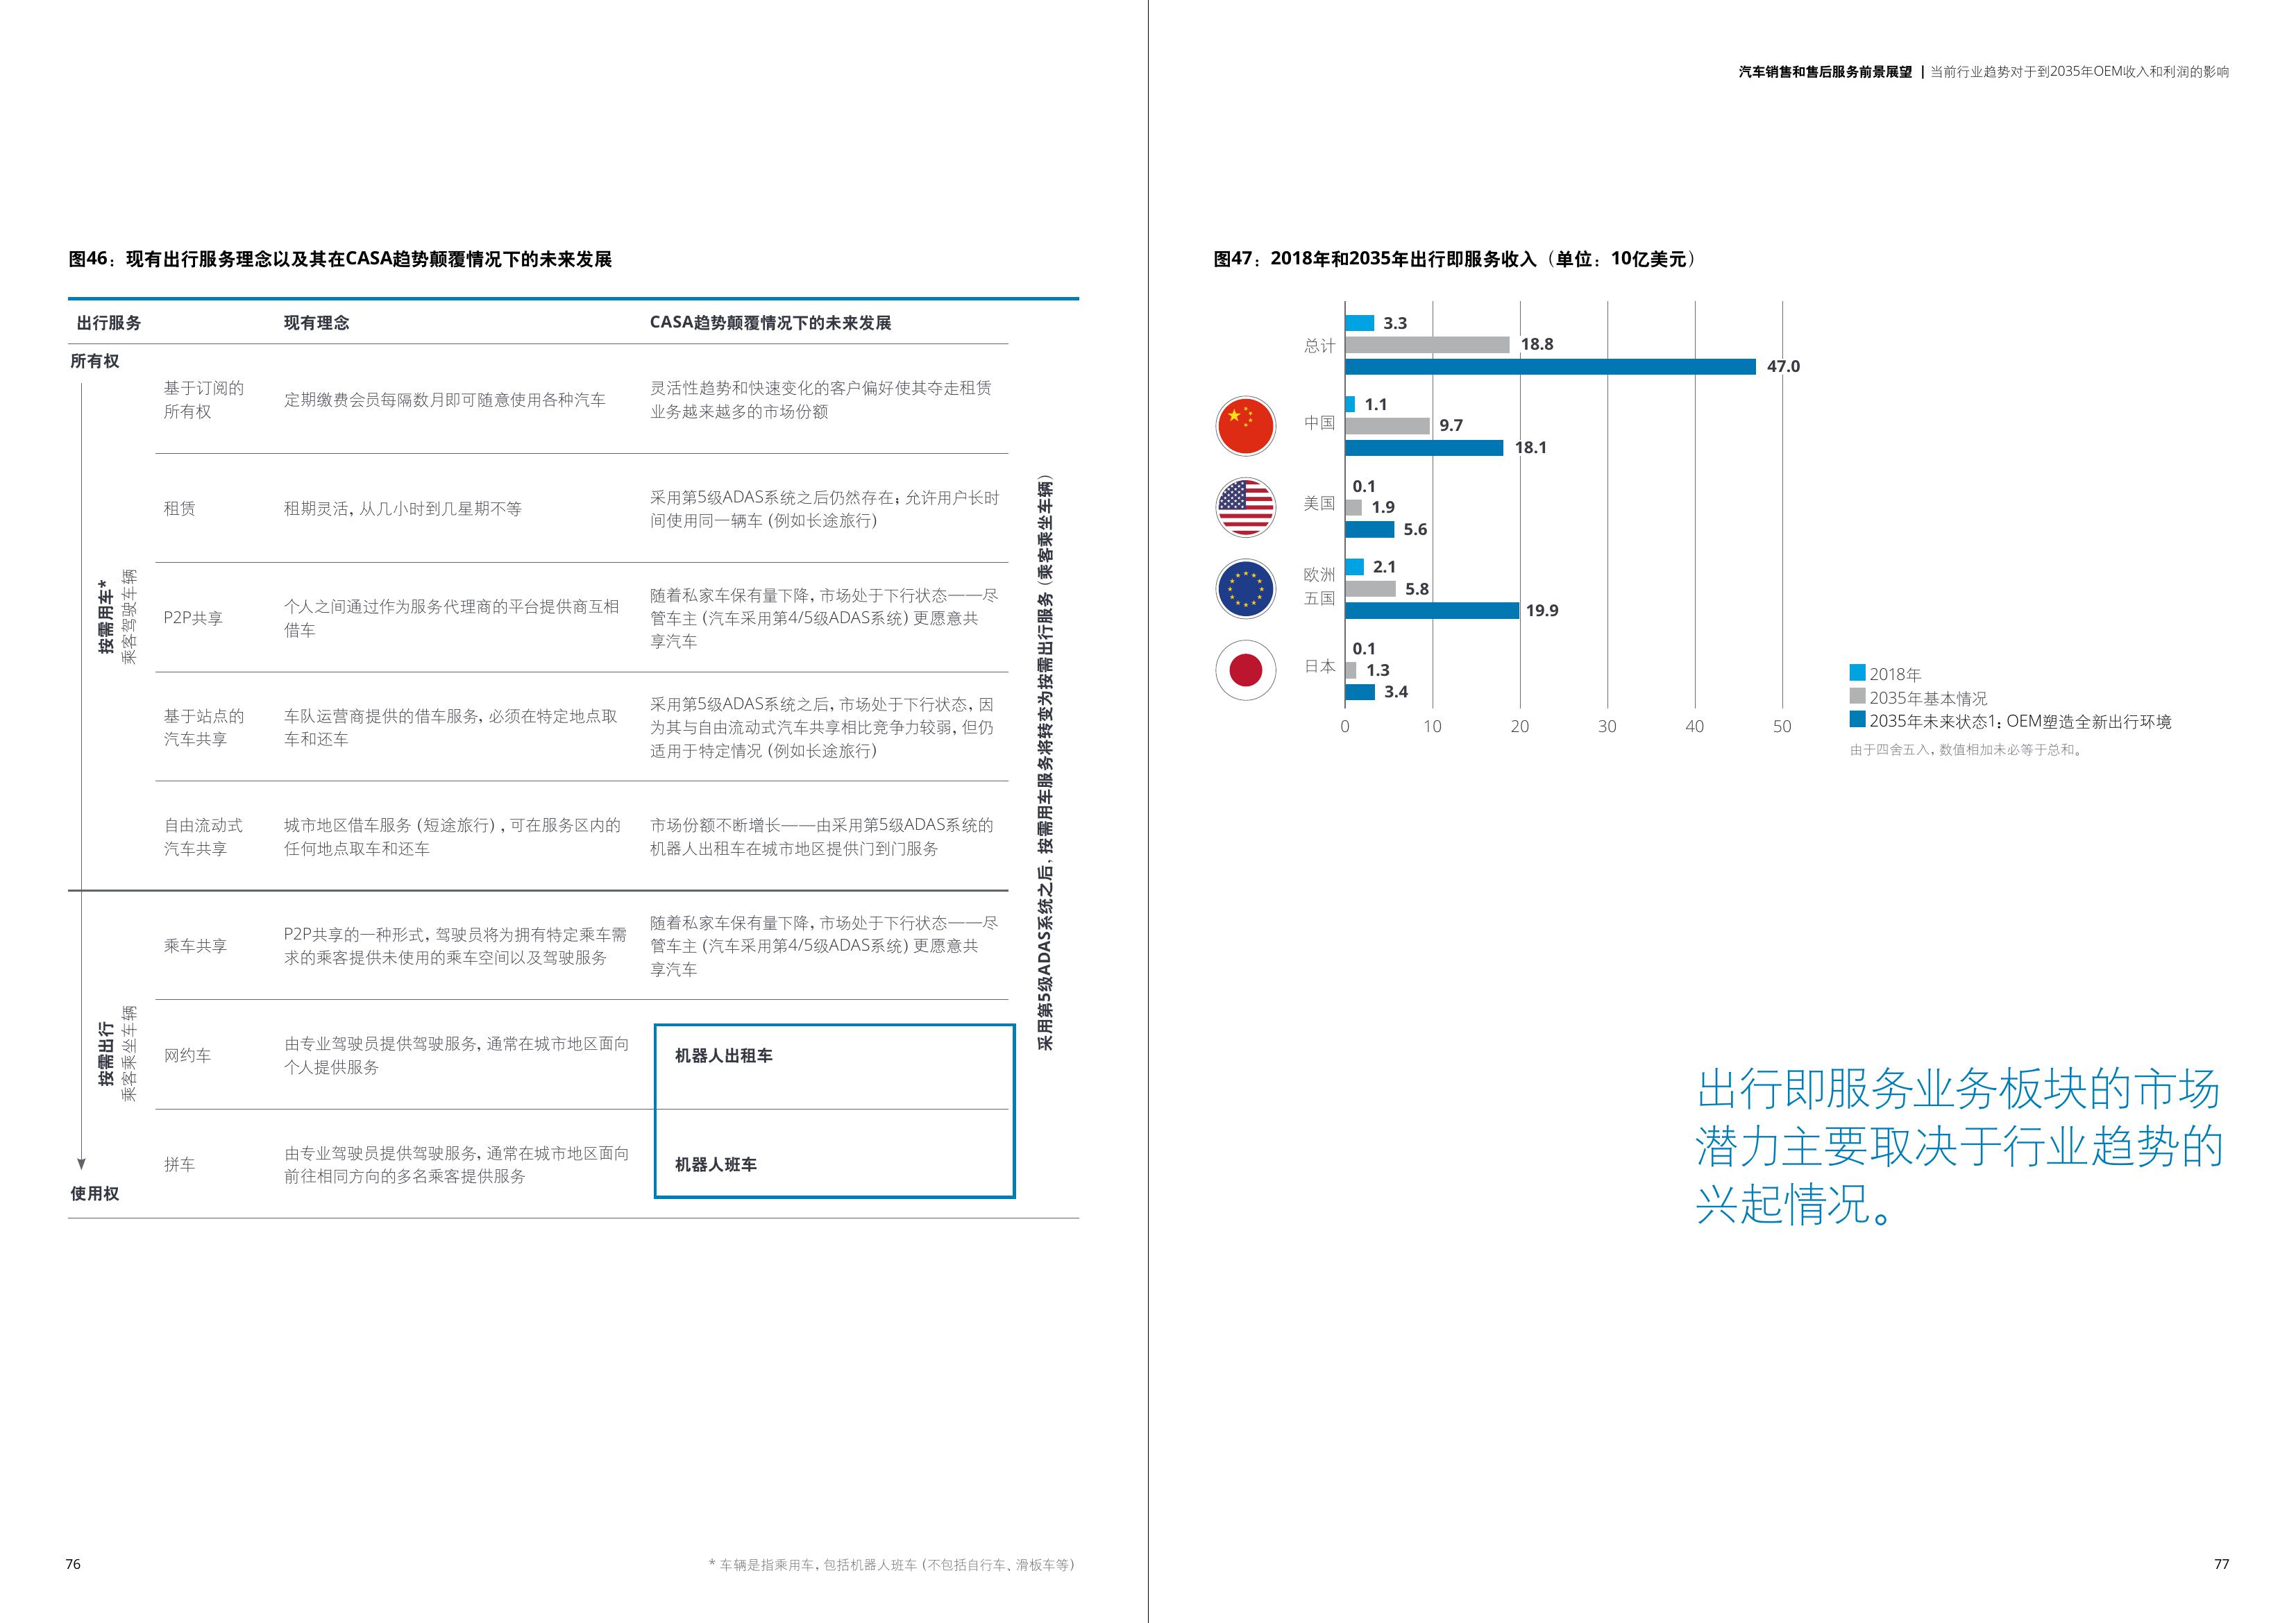 汽车销售和售后服务前景展望 | 当前行业趋势对于到2035年OEM收入和利润的影响
图46：现有出行服务理念以及其在CASA趋势颠覆情况下的未来发展
出行服务
现有理念
CASA趋势颠覆情况下的未来发展
所有权
按需用车*
乘客驾驶车辆
基于订阅的
所有权
定期缴费会员每隔数月即可随意使用各种汽车
灵活性趋势和快速变化的客户偏好使其夺走租赁
业务越来越多的市场份额
租赁
租期灵活，从几小时到几星期不等
采用第5级ADAS系统之后仍然存在；允许用户长时
间使用同一辆车（例如长途旅行）
P2P共享
个人之间通过作为服务代理商的平台提供商互相
借车
随着私家车保有量下降，市场处于下行状态——尽
管车主（汽车采用第4/5级ADAS系统）更愿意共
享汽车
基于站点的
汽车共享
车队运营商提供的借车服务，必须在特定地点取
车和还车
采用第5级ADAS系统之后，市场处于下行状态，因
为其与自由流动式汽车共享相比竞争力较弱，但仍
适用于特定情况（例如长途旅行）
自由流动式
汽车共享
城市地区借车服务（短途旅行），可在服务区内的
任何地点取车和还车
市场份额不断增长——由采用第5级ADAS系统的
机器人出租车在城市地区提供门到门服务
按需出行
乘客乘坐车辆
乘车共享
P2P共享的一种形式，驾驶员将为拥有特定乘车需
求的乘客提供未使用的乘车空间以及驾驶服务
随着私家车保有量下降，市场处于下行状态——尽
管车主（汽车采用第4/5级ADAS系统）更愿意共
享汽车
网约车
由专业驾驶员提供驾驶服务，通常在城市地区面向
个人提供服务
机器人出租车
拼车
由专业驾驶员提供驾驶服务，通常在城市地区面向
前往相同方向的多名乘客提供服务
机器人班车
使用权
采用第5级ADAS系统之后，按需用车服务将转变为按需出行服务（乘客乘坐车辆）
* 车辆是指乘用车，包括机器人班车（不包括自行车、滑板车等）
76
图47：2018年和2035年出行即服务收入（单位：10亿美元）
总计
3.3
18.8
47.0
中国
1.1
9.7
18.1
美国
0.1
1.9
5.6
欧洲
五国
2.1
5.8
19.9
日本
0.1
1.3
3.4
0 10 20 30 40 50
2018年
2035年基本情况
2035年未来状态1；OEM塑造全新出行环境
由于四舍五入，数值相加未必等于总和。
出行即服务业务板块的市场
潜力主要取决于行业趋势的
兴起情况。
77